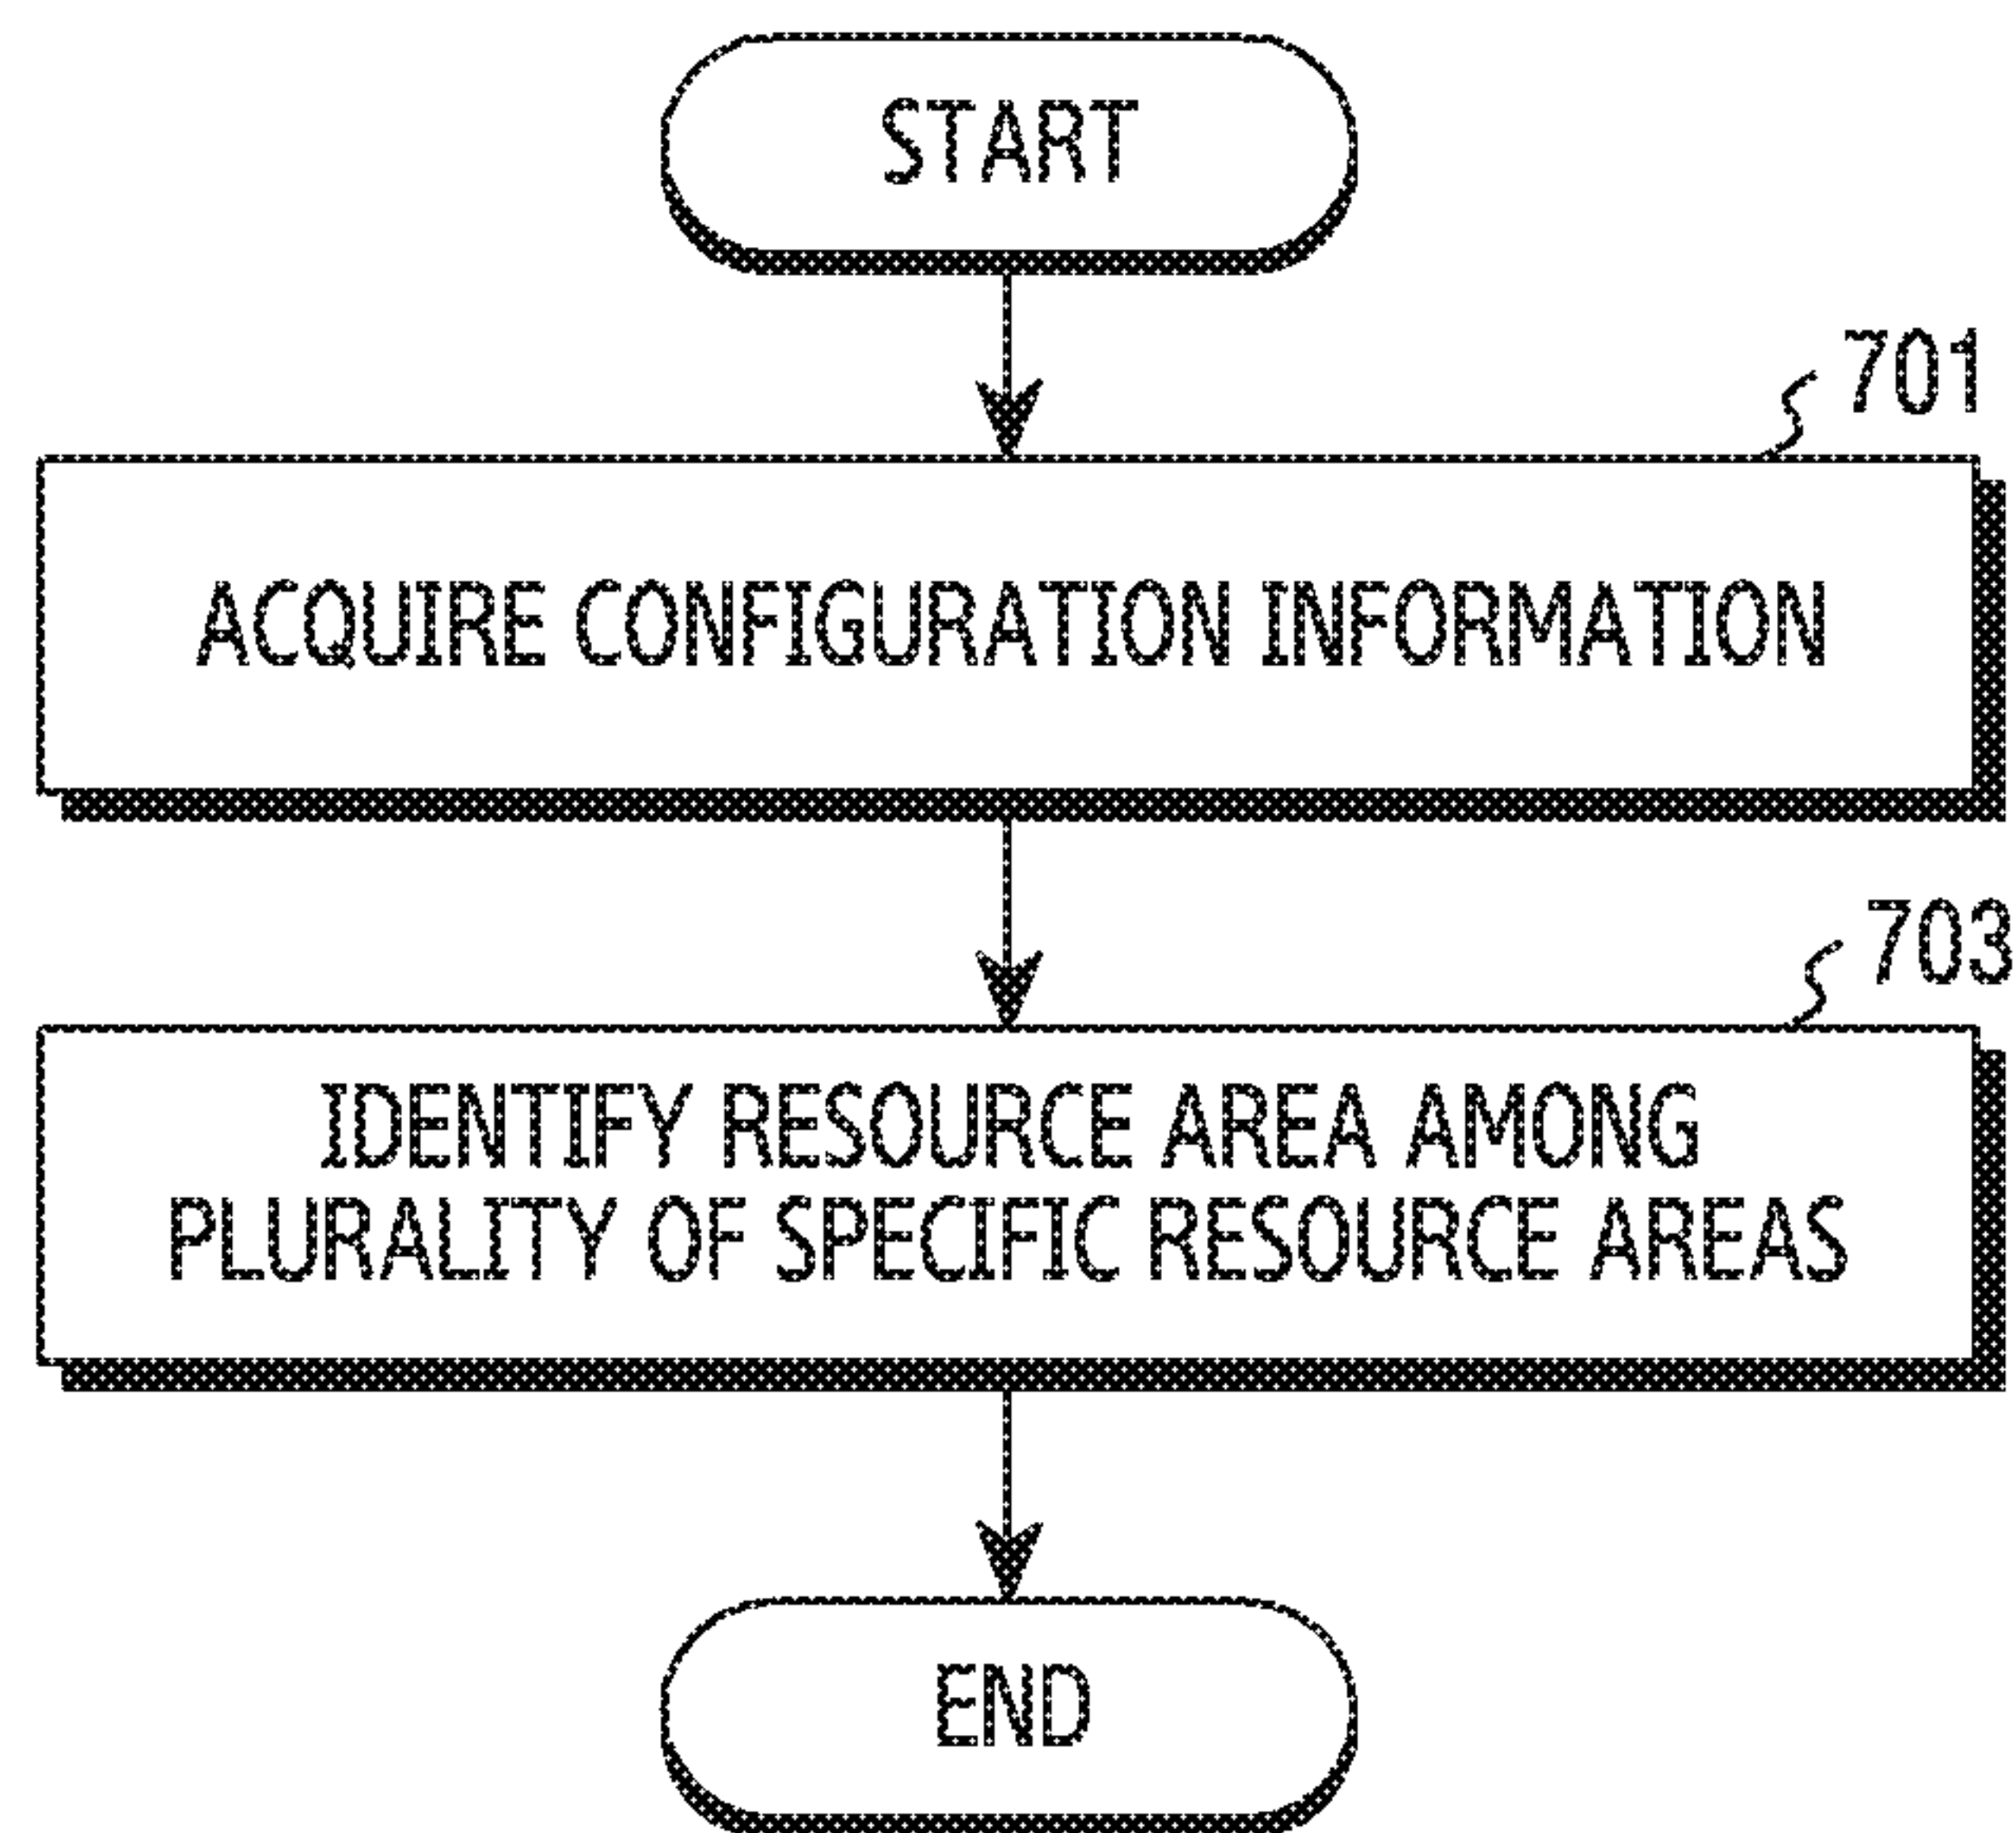 START
701
ACQUIRE CONFIGURATION INFORMATION
703
IDENTIFY RESOURCE AREA AMONG
PLURALITY OF SPECIFIC RESOURCE AREAS
END